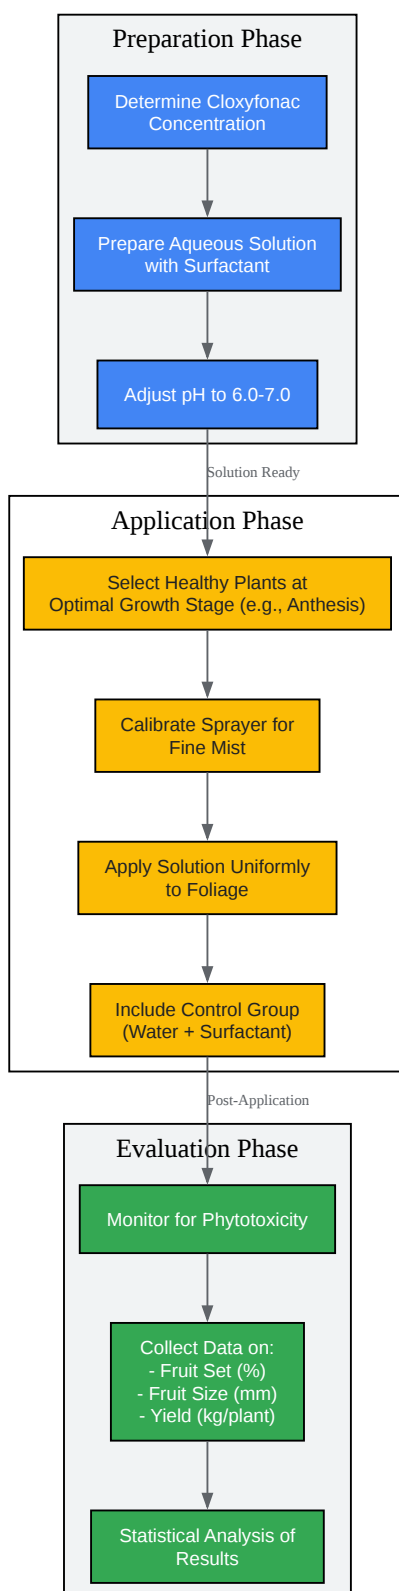 Preparation Phase
Determine Cloxyfonac
Concentration
Prepare Aqueous Solution
with Surfactant
Adjust pH to 6.0-7.0
Solution Ready
Application Phase
Select Healthy Plants at
Optimal Growth Stage (e.g., Anthesis)
Calibrate Sprayer for
Fine Mist
Apply Solution Uniformly
to Foliage
Include Control Group
(Water + Surfactant)
Post-Application
Evaluation Phase
Monitor for Phytotoxicity
Collect Data on:
- Fruit Set (%)
- Fruit Size (mm)
- Yield (kg/plant)
Statistical Analysis of
Results